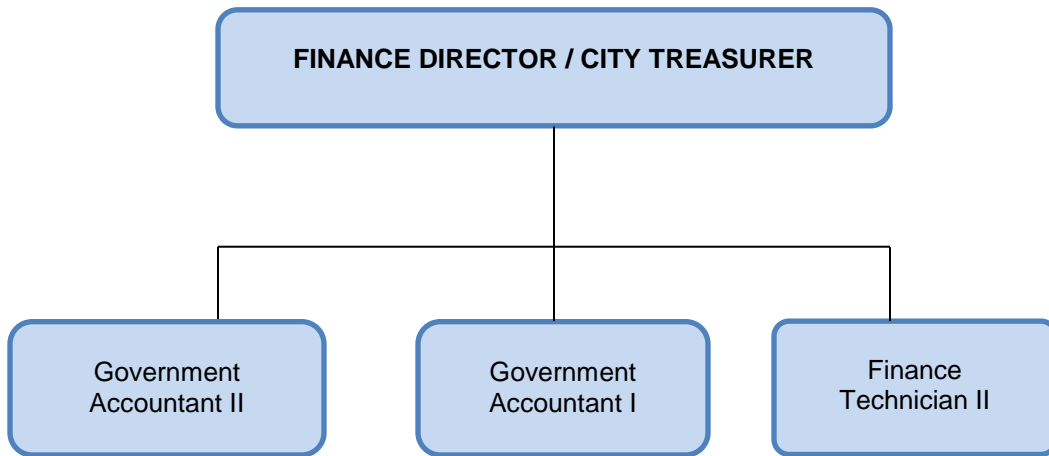 FINANCE DIRECTOR / CITY TREASURER
Government
Accountant II
Government
Accountant I
Finance
Technician II